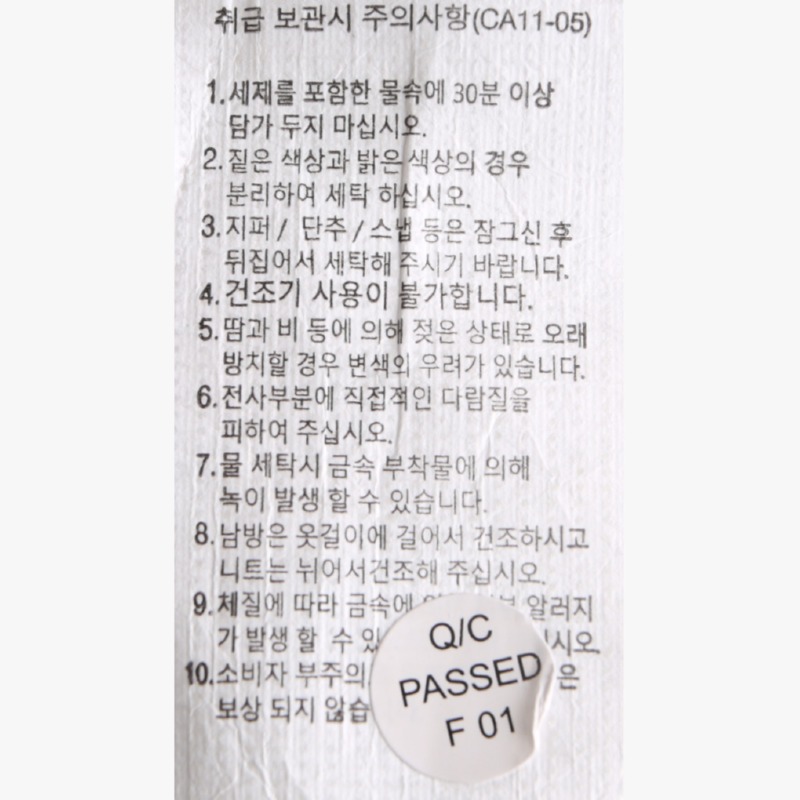 취급 보관시 주의사항(CA11-05)
1.세제를 포함한 물속에 30분 이상
담가 두지 마십시오.
2.짙은 색상과 밝은 색상의 경우
분리하여 세탁 하십시오.
3.지퍼/ 단추/스냅 등은 잠그신 후
뒤집어서 세탁해 주시기 바랍니다.
4.건조기 사용이 불가합니다.
5.땀과 비 등에 의해 젖은 상태로 오래
방치할 경우 변색의 우려가 있습니다.
6.전사부분에 직접적인 다람질을
피하여 주십시오.
7.물 세탁시 금속 부착물에 의헤
녹이 발생 할 수 있습니다.
8.남방은 옷걸이에 걸어서 건조하시고
니트는 뉘어서건조해 주십시오.
9.체질에 따라 금속에 알러지
가 발생 할 수
10.소비자 부주의 은
보상 되지 않습
Q/C
PASSED
F 01